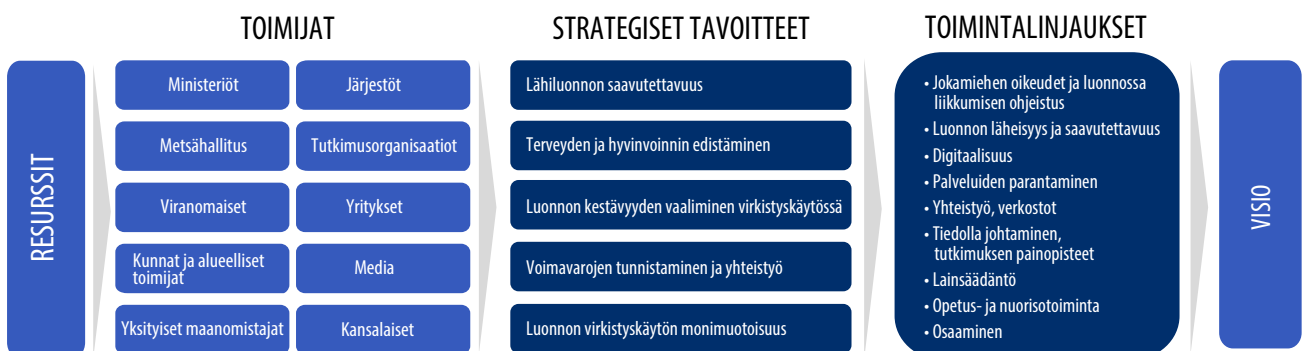 TOIMIJAT
STRATEGISET TAVOITTEET
TOIMINTALINJAUKSET
RESURSSIT
Ministeriöt
Järjestöt
Metsähallitus
Tutkimusorganisaatiot
Viranomaiset
Yritykset
Kunnat ja alueelliset
toimijat
Media
Yksityiset maanomistajat
Kansalaiset
Lähiluonnon saavutettavuus
Terveyden ja hyvinvoinnin edistäminen
Luonnon kestävyyden vaaliminen virkistyskäytössä
Voimavarojen tunnistaminen ja yhteistyö
Luonnon virkistyskäytön monimuotoisuus
• Jokamiehen oikeudet ja luonnossa
liikkumisen ohjeistus
• Luonnon läheisyys ja saavutettavuus
• Digitaalisuus
• Palveluiden parantaminen
• Yhteistyö, verkostot
• Tiedolla johtaminen,
tutkimuksen painopisteet
• Lainsäädäntö
• Opetus- ja nuorisotoiminta
• Osaaminen
VISIO